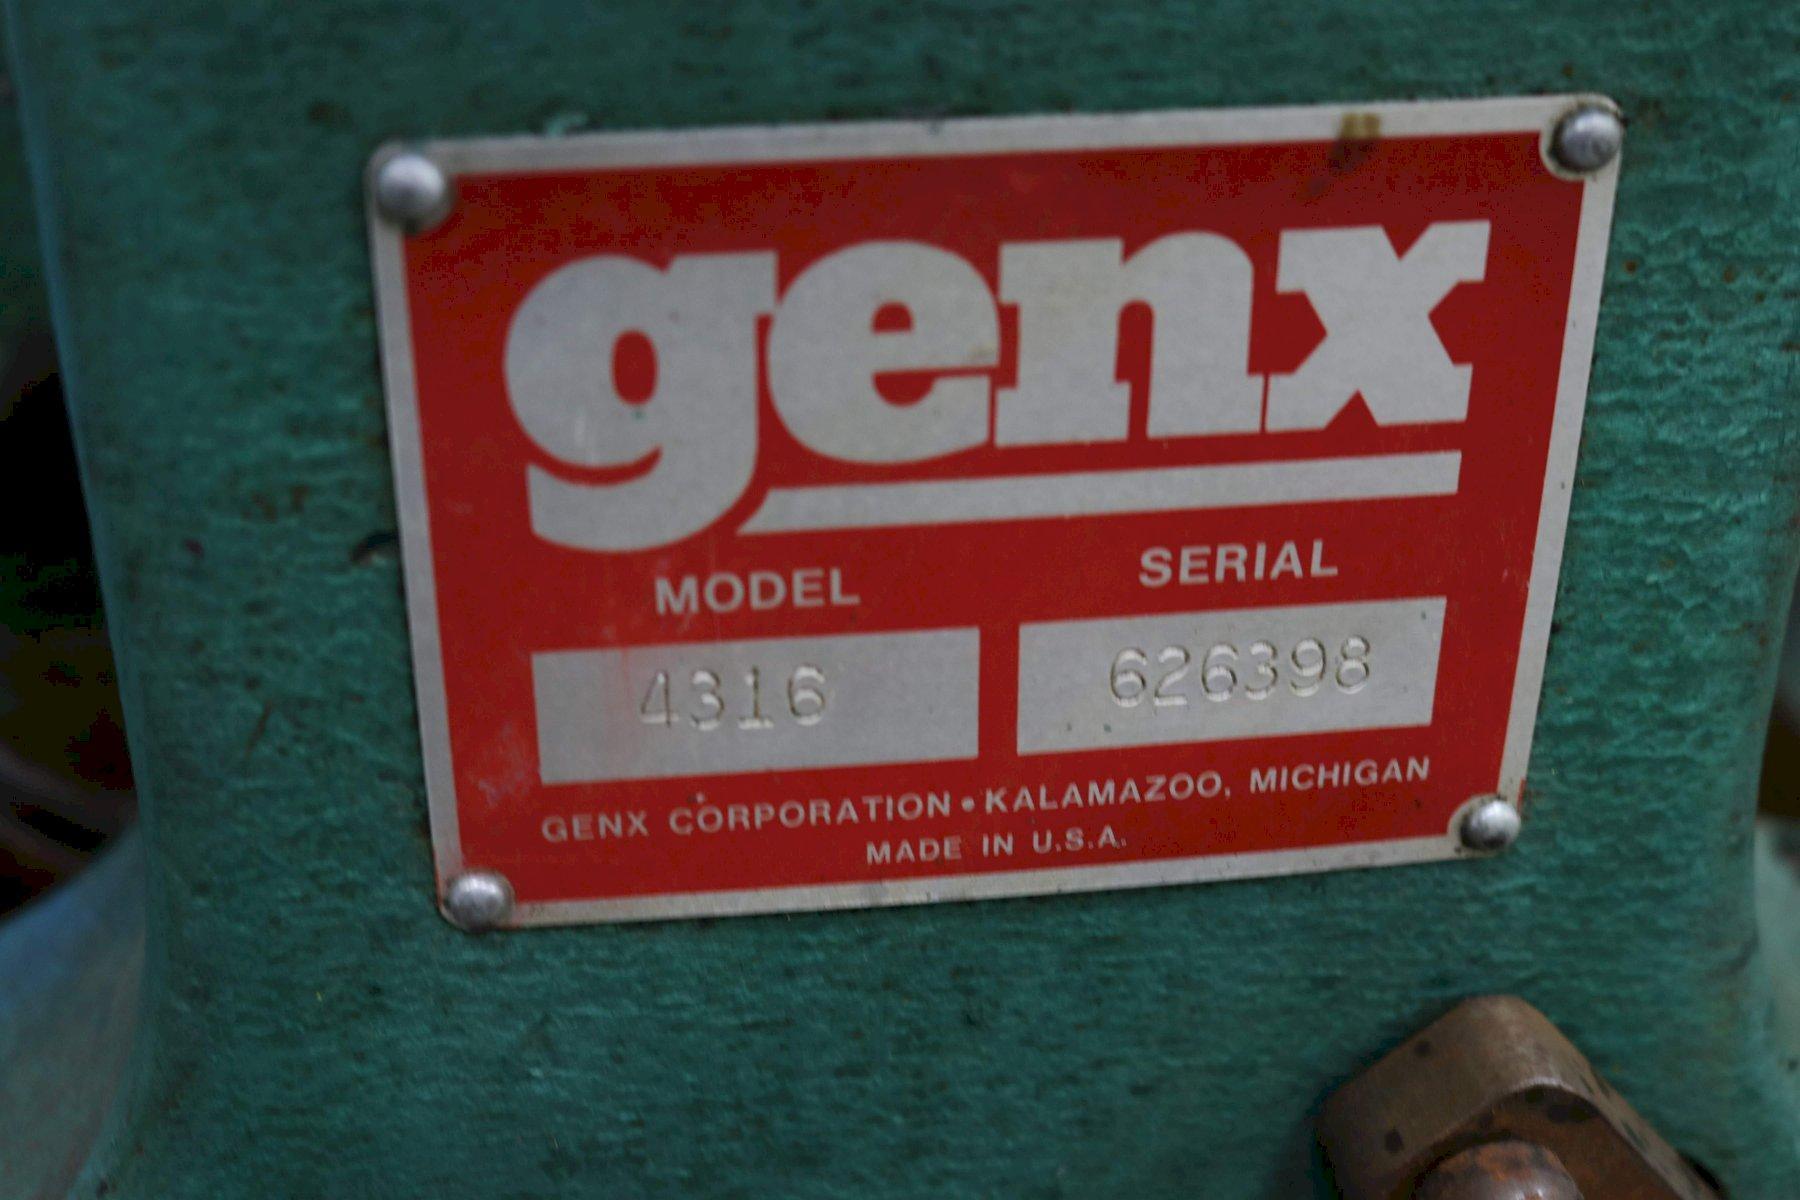 genx
MODEL SERIAL
4316 626398
GENX CORPORATION • KALAMAZOO, MICHIGAN
MADE IN U.S.A.